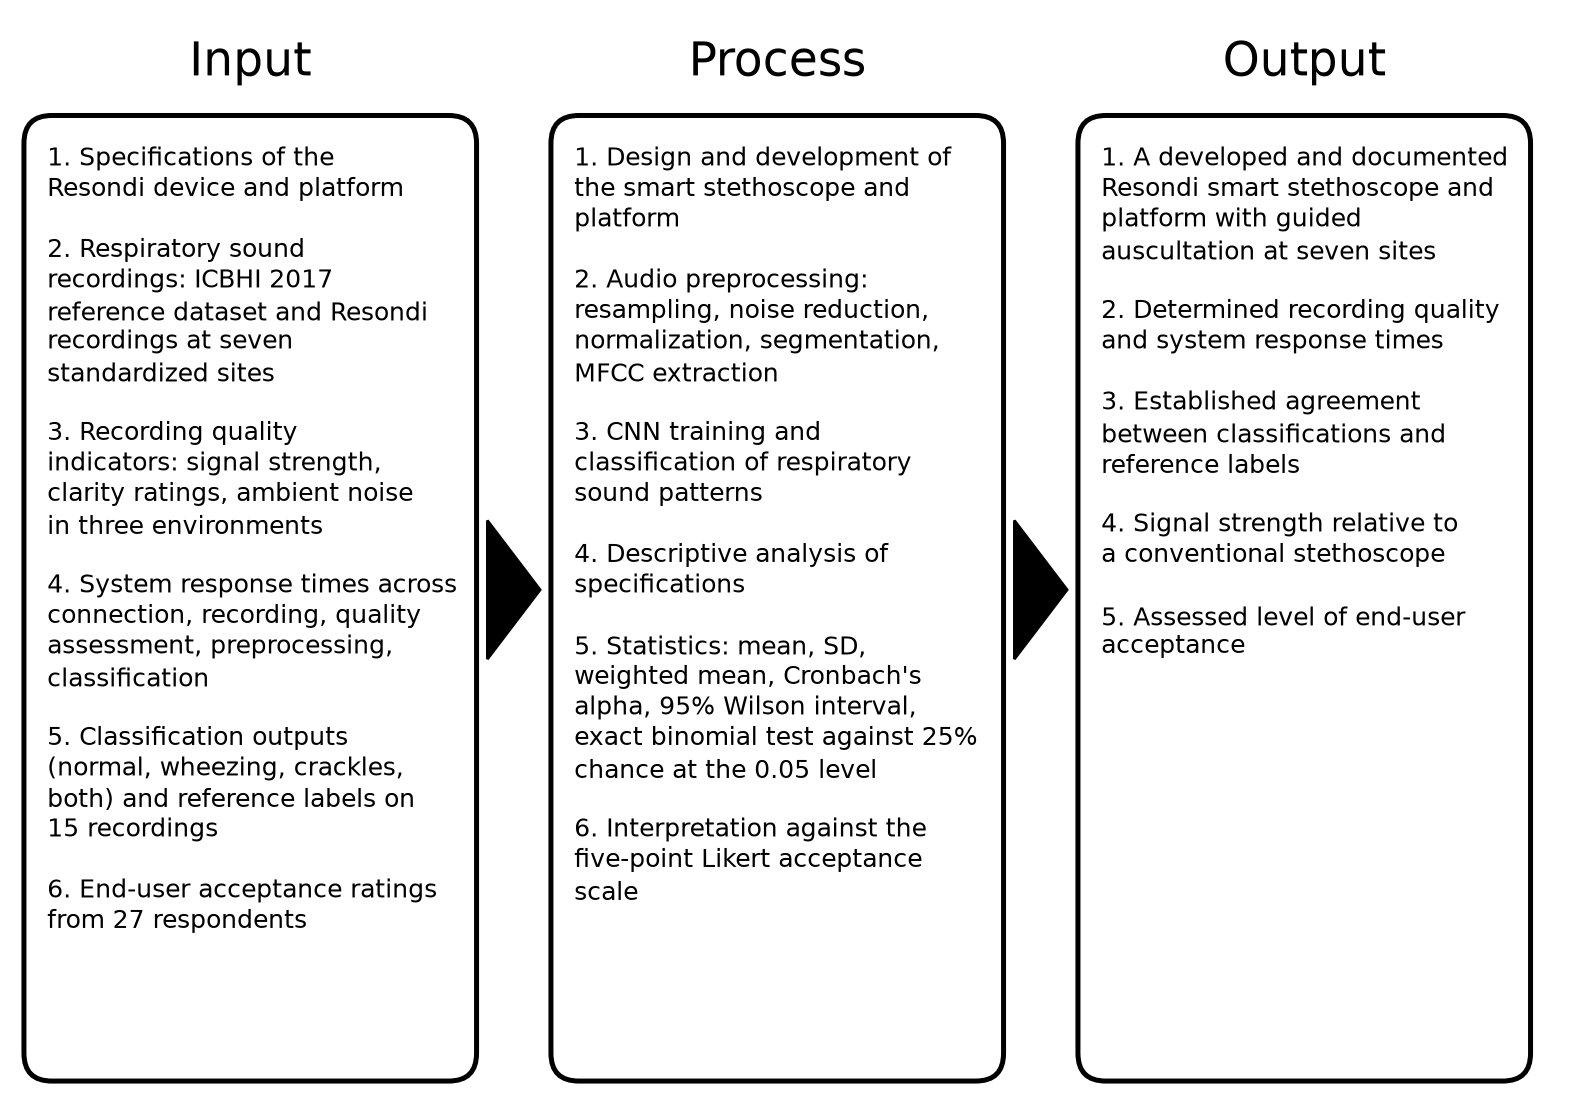 Input
Process
Output
1. Specifications of the
Resondi device and platform
2. Respiratory sound
recordings: ICBHI 2017
reference dataset and Resondi
recordings at seven
standardized sites
3. Recording quality
indicators: signal strength,
clarity ratings, ambient noise
in three environments
4. System response times across
connection, recording, quality
assessment, preprocessing,
classification
5. Classification outputs
(normal, wheezing, crackles,
both) and reference labels on
15 recordings
6. End-user acceptance ratings
from 27 respondents
1. Design and development of
the smart stethoscope and
platform
2. Audio preprocessing:
resampling, noise reduction,
normalization, segmentation,
MFCC extraction
3. CNN training and
classification of respiratory
sound patterns
4. Descriptive analysis of
specifications
5. Statistics: mean, SD,
weighted mean, Cronbach's
alpha, 95% Wilson interval,
exact binomial test against 25%
chance at the 0.05 level
6. Interpretation against the
five-point Likert acceptance
scale
1. A developed and documented
Resondi smart stethoscope and
platform with guided
auscultation at seven sites
2. Determined recording quality
and system response times
3. Established agreement
between classifications and
reference labels
4. Signal strength relative to
a conventional stethoscope
5. Assessed level of end-user
acceptance